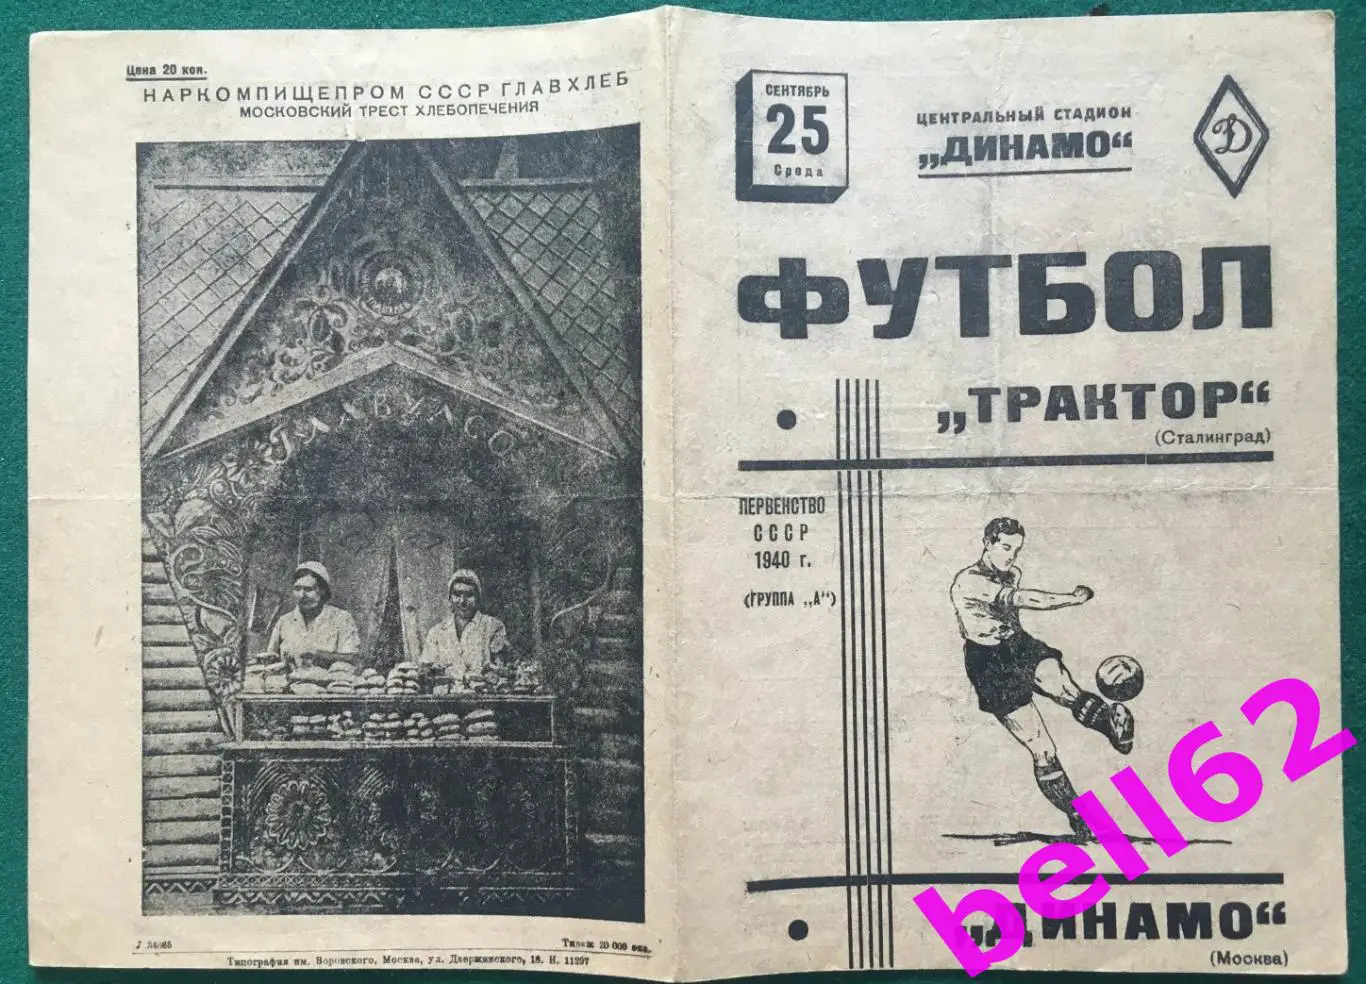 Цена 20 коп.
НАРКОМПИЩЕПРОМ СССР ГЛАВХЛЕБ
МОСКОВСКИЙ ТРЕСТ ХЛЕБОПЕЧЕНИЯ
Тираж 20 000 экз.
Типография им. Воровского, Москва, ул. Дзержинского, 18. Н. 11297
СЕНТЯБРЬ
25
Среда
ЦЕНТРАЛЬНЫЙ СТАДИОН
„ДИНАМО“
Д
ФУТБОЛ
„ТРАКТОР“
(Сталинград)
ПЕРВЕНСТВО
СССР
1940 г.
(ГРУППА „А“)
„ДИНАМО“
(Москва)
bell62